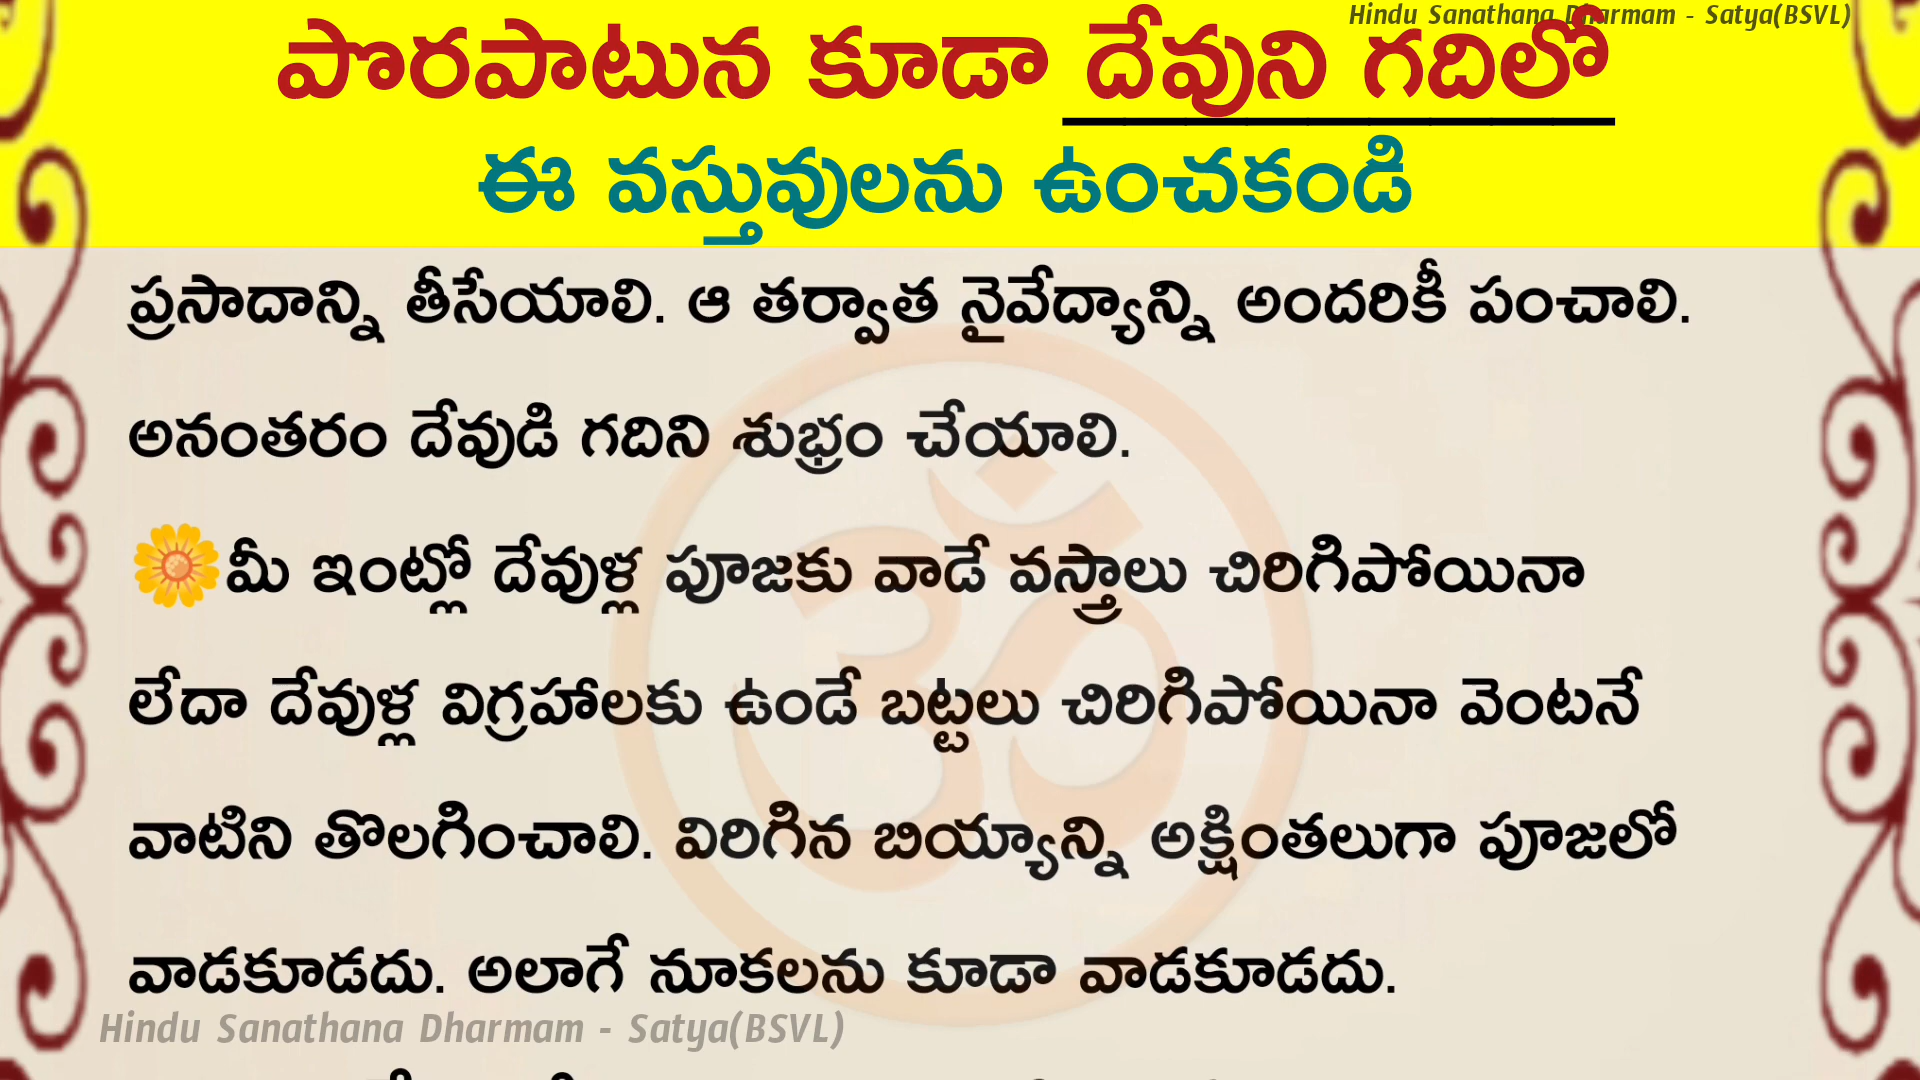 Hindu Sanathana Dharmam - Satya(BSVL)
పొరపాటున కూడా దేవుని గదిలో
ఈ వస్తువులను ఉంచకండి
ప్రసాదాన్ని తీసేయాలి. ఆ తర్వాత నైవేద్యాన్ని అందరికీ పంచాలి.
అనంతరం దేవుడి గదిని శుభ్రం చేయాలి.
🌼మీ ఇంట్లో దేవుళ్ల పూజకు వాడే వస్త్రాలు చిరిగిపోయినా
లేదా దేవుళ్ల విగ్రహాలకు ఉండే బట్టలు చిరిగిపోయినా వెంటనే
వాటిని తొలగించాలి. విరిగిన బియ్యాన్ని అక్షింతలుగా పూజలో
వాడకూడదు. అలాగే నూకలను కూడా వాడకూడదు.
Hindu Sanathana Dharmam - Satya(BSVL)